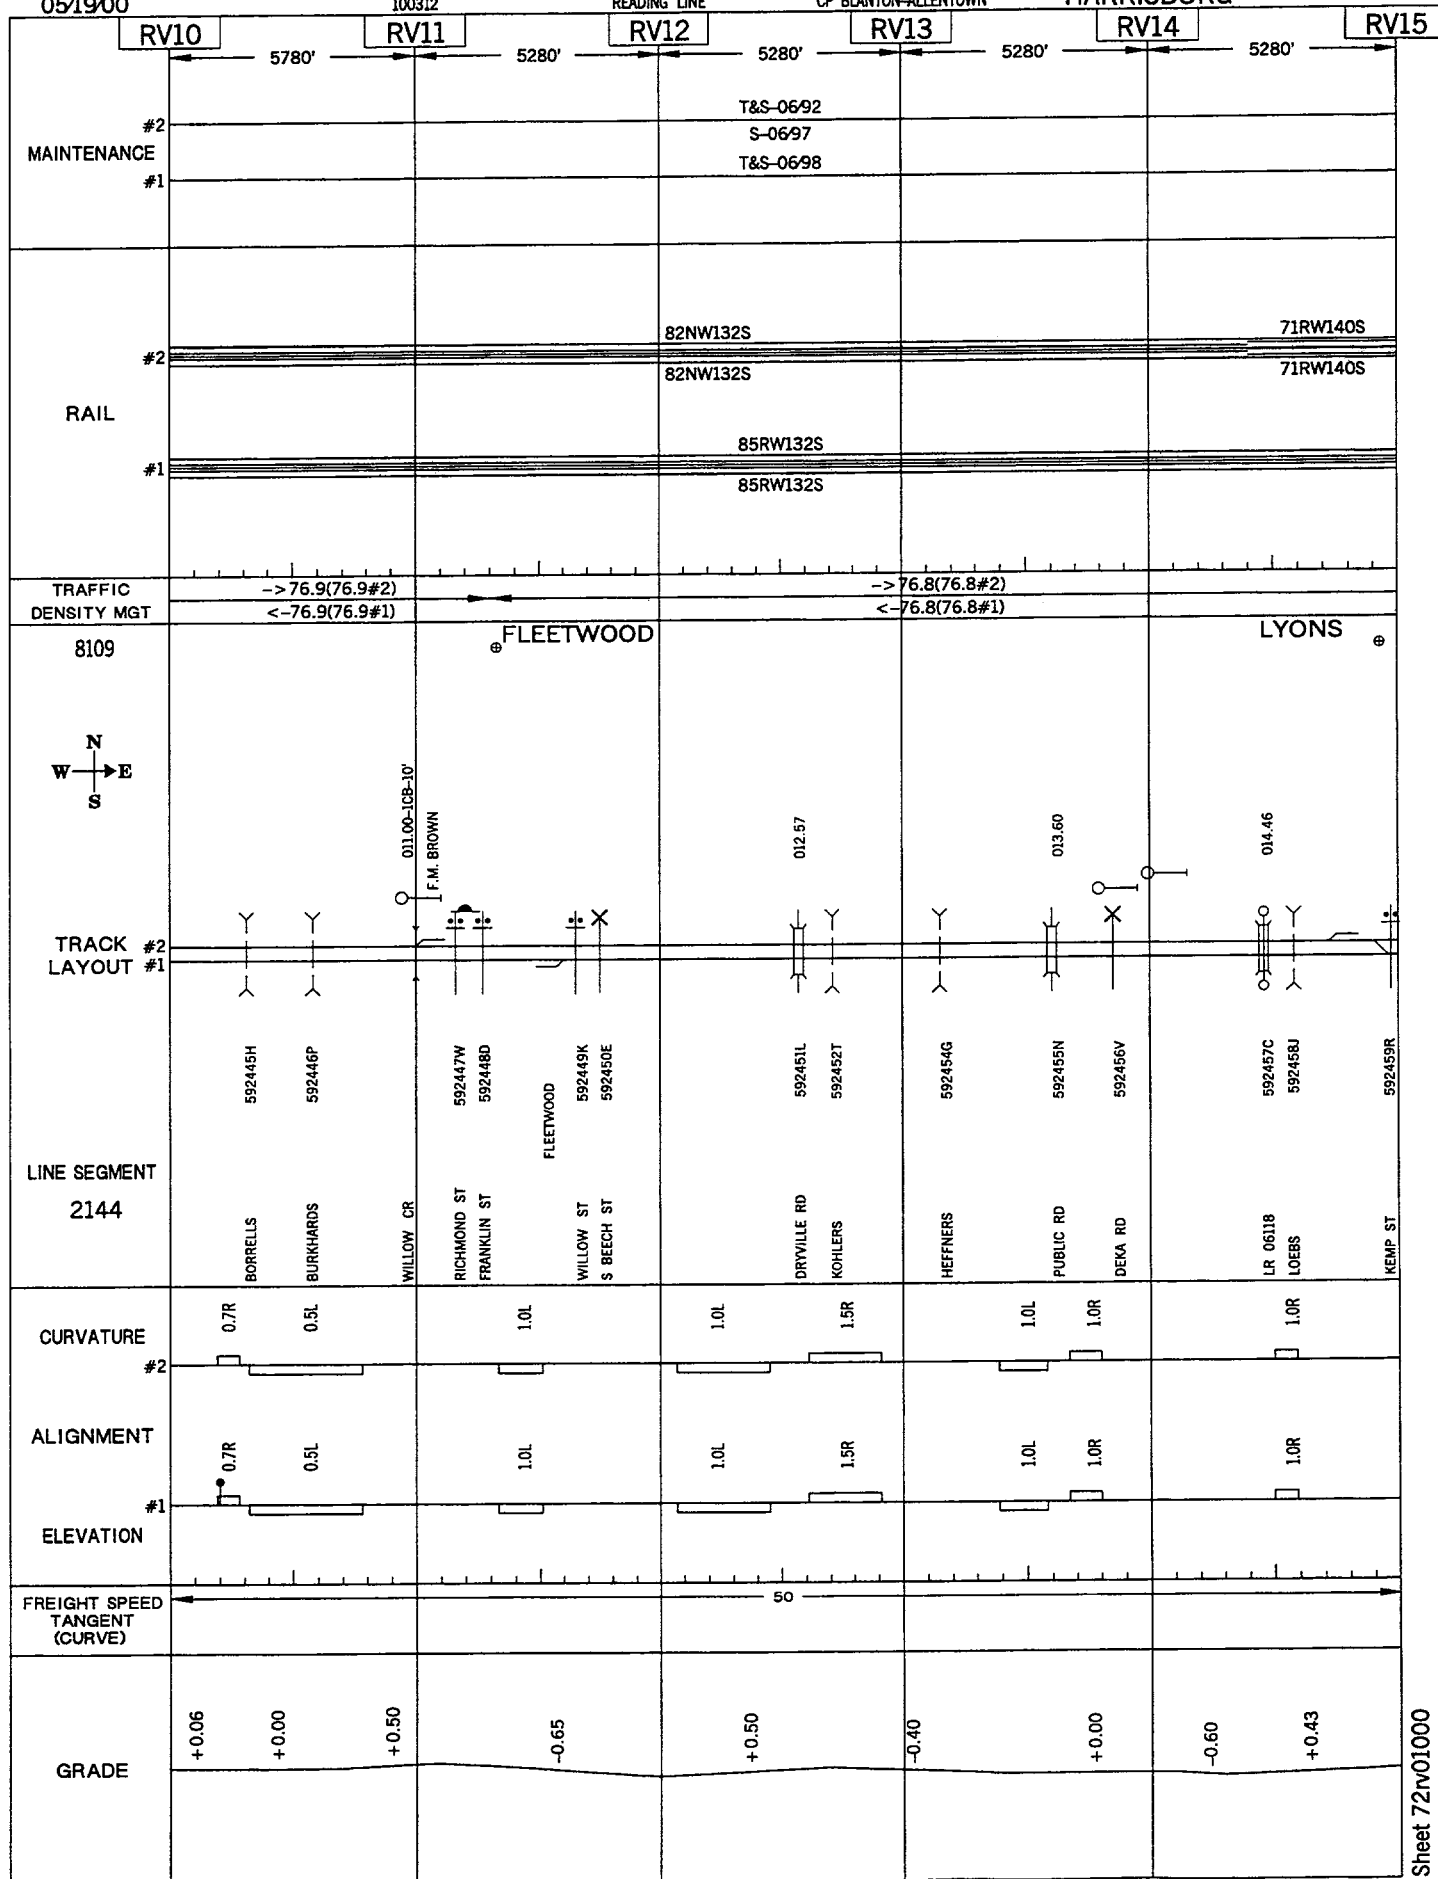 05/19/00 100312 READING LINE CP BLANTON-ALLENTOWN HARRISBURG
RV10 RV11 RV12 RV13 RV14 RV15
5780' 5280' 5280' 5280' 5280'
T&S-06/92
#2
S-06/97
MAINTENANCE
T&S-06/98
#1
82NW132S 71RW140S
#2
82NW132S 71RW140S
RAIL
85RW132S
#1
85RW132S
TRAFFIC ->76.9(76.9#2) ->76.8(76.8#2)
DENSITY MGT <-76.9(76.9#1) <-76.8(76.8#1)
8109 FLEETWOOD LYONS
N
W E
S
011.00-1CB-10' F.M. BROWN 012.57 013.60 014.46
TRACK #2
LAYOUT #1
592445H 592446P 592447W 592448D FLEETWOOD 592449K 592450E 592451L 592452T 592454G 592455N 592456V 592457C 592458J 592459R
LINE SEGMENT
2144
BORRELLS BURKHARDS WILLOW CR RICHMOND ST FRANKLIN ST WILLOW ST S BEECH ST DRYVILLE RD KOHLERS HEFFNERS PUBLIC RD DEKA RD LR 06118 LOEBS KEMP ST
0.7R 0.5L 1.0L 1.0L 1.5R 1.0L 1.0R 1.0R
CURVATURE
#2
ALIGNMENT
0.7R 0.5L 1.0L 1.0L 1.5R 1.0L 1.0R 1.0R
#1
ELEVATION
FREIGHT SPEED 50
TANGENT
(CURVE)
+0.06 +0.00 +0.50 -0.65 +0.50 -0.40 +0.00 -0.60 +0.43
GRADE
Sheet 72rv01000